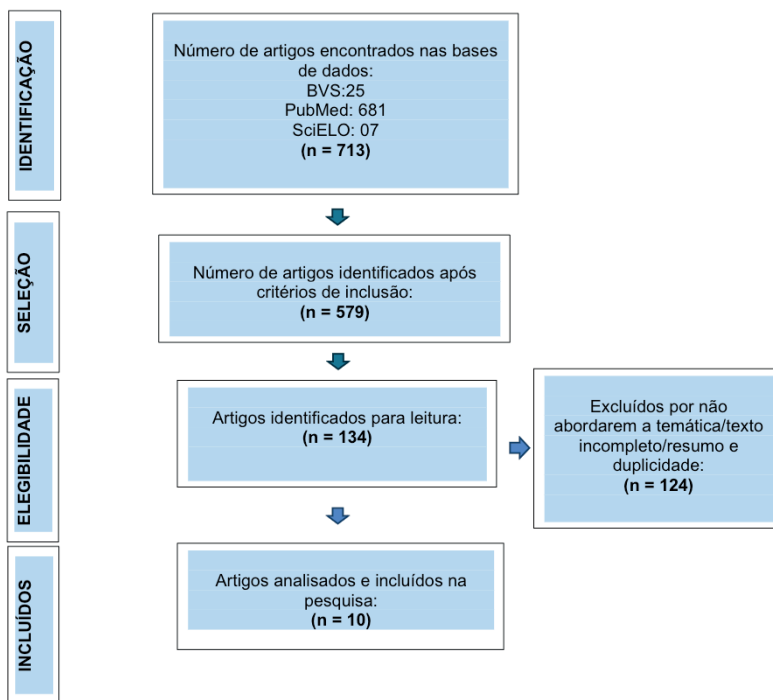 IDENTIFICAÇÃO
Número de artigos encontrados nas bases
de dados:
BVS:25
PubMed: 681
SciELO: 07
(n = 713)
SELEÇÃO
Número de artigos identificados após
critérios de inclusão:
(n = 579)
ELEGIBILIDADE
Artigos identificados para leitura:
(n = 134)
Excluídos por não
abordarem a temática/texto
incompleto/resumo e
duplicidade:
(n = 124)
INCLUÍDOS
Artigos analisados e incluídos na
pesquisa:
(n = 10)